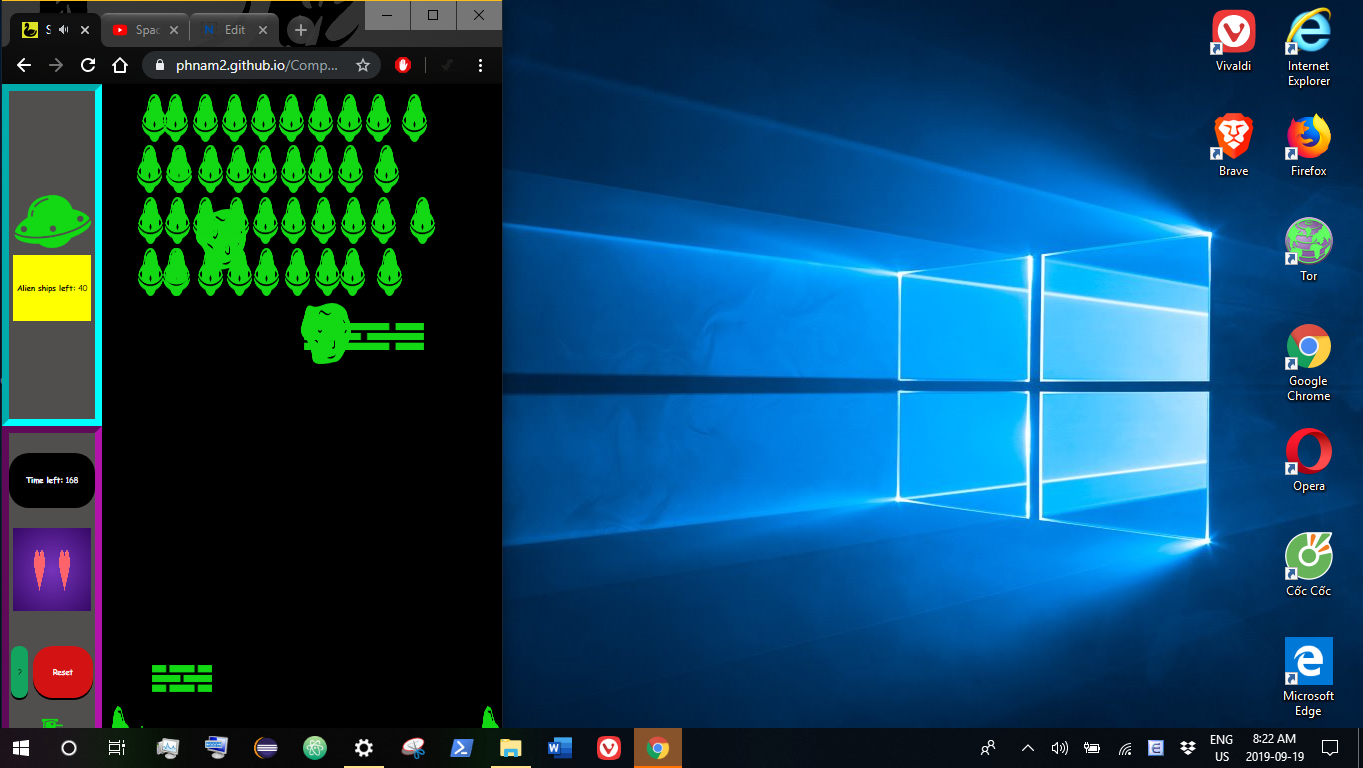 S
Spac
Edit
phnam2.github.io/Comp...
Alien ships left: 40
Time left: 168
>
Reset
Vivaldi
Internet
Explorer
Brave
Firefox
Tor
Google
Chrome
Opera
Cốc Cốc
Microsoft
Edge
ENG
US
8:22 AM
2019-09-19